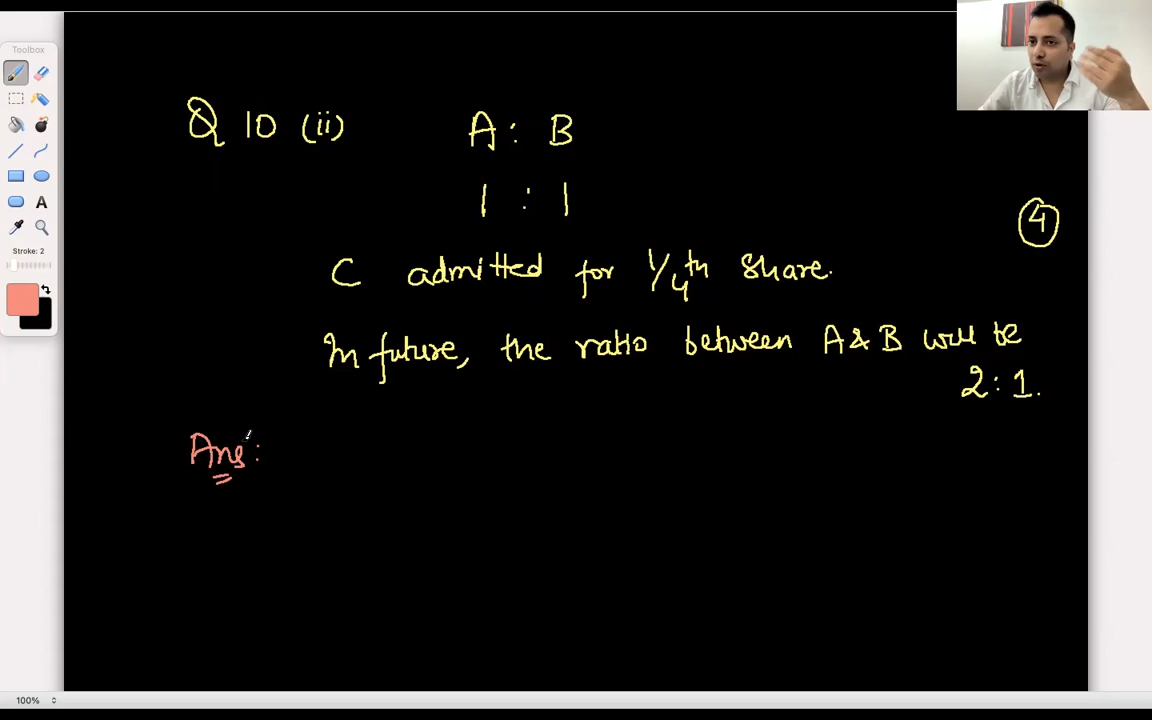 Toolbox
A
Stroke: 2
Q 10 (ii) A : B
1 : 1
4
C admitted for 1/4th share.
In future, the ratio between A & B will be
2 : 1.
Ans:
100%